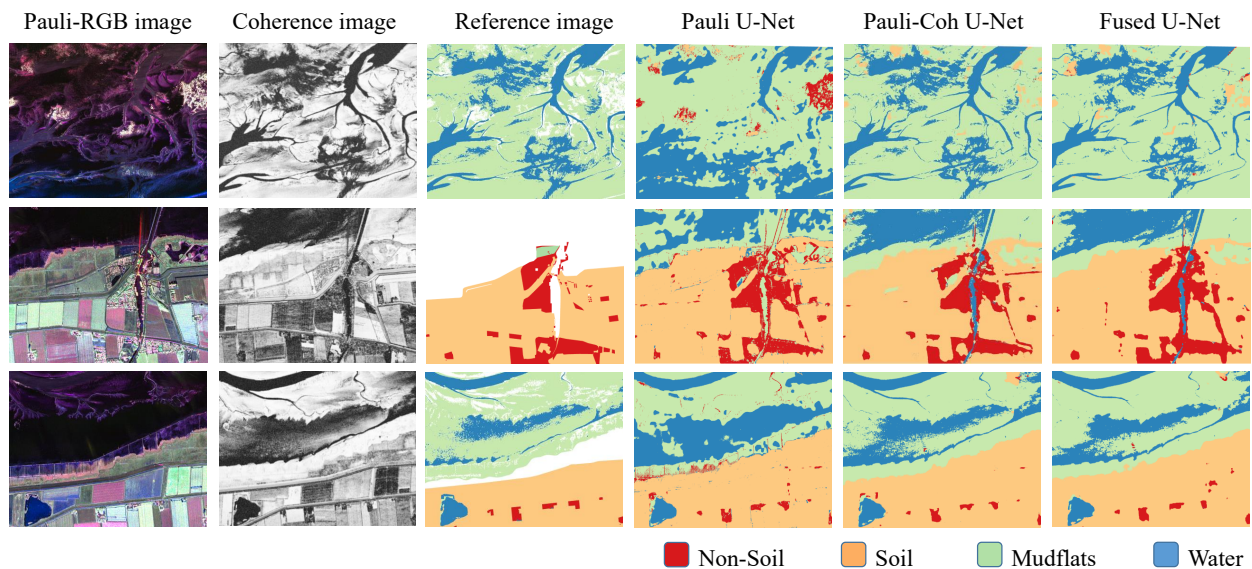 Pauli-RGB image Coherence image Reference image Pauli U-Net Pauli-Coh U-Net Fused U-Net
Non-Soil Soil Mudflats Water